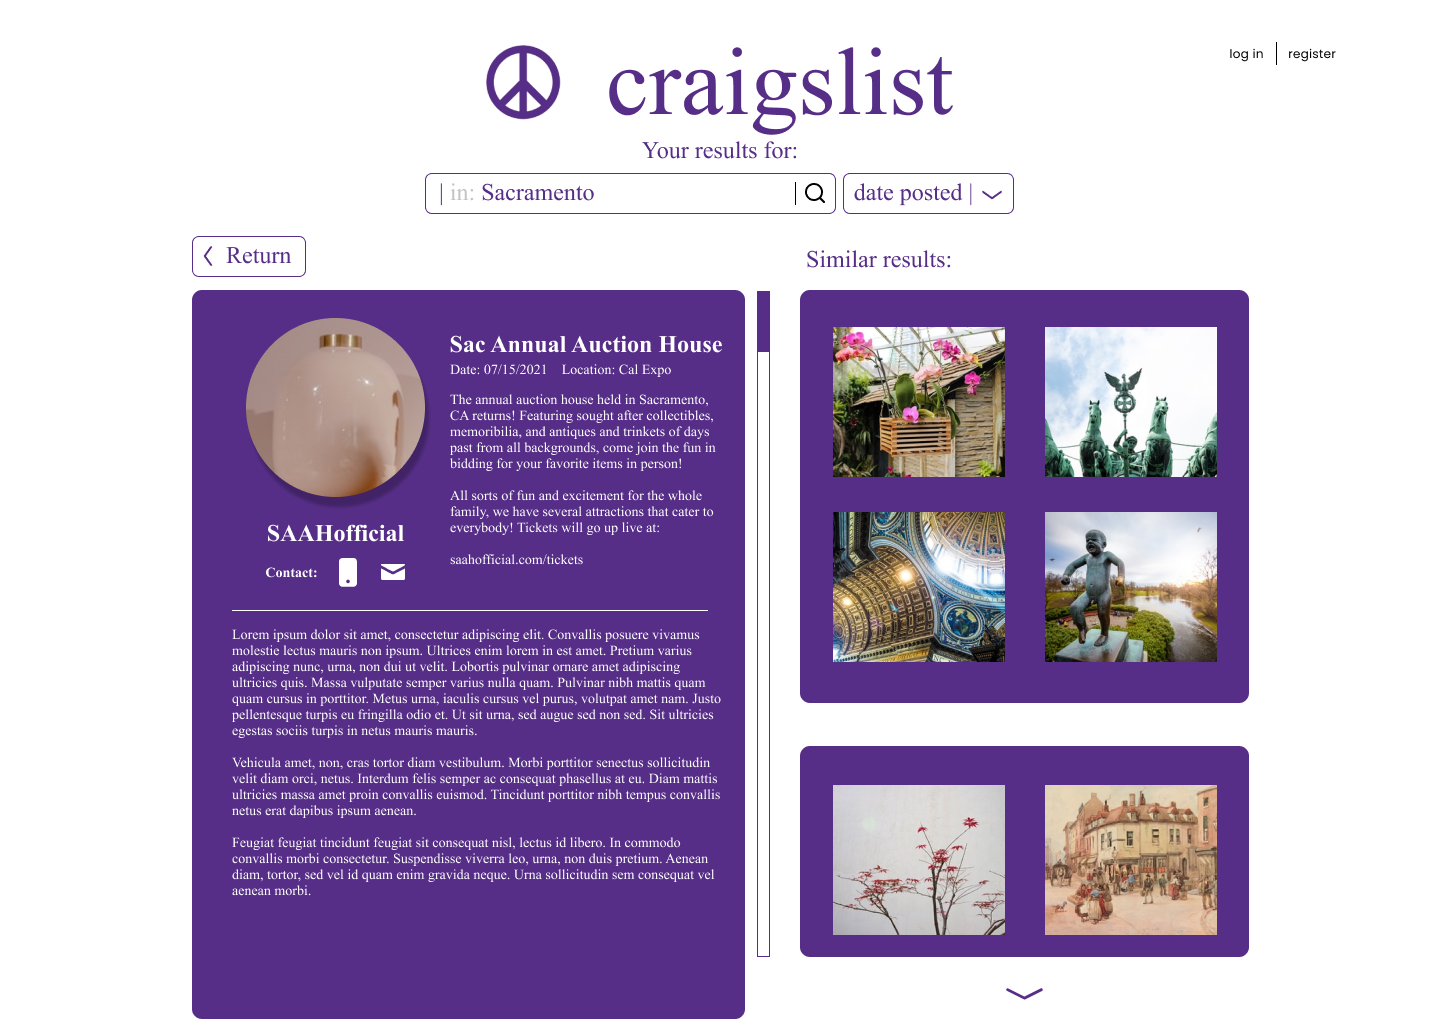 craigslist
log in | register
Your results for:
| in: Sacramento |
date posted |
Return
Similar results:
Sac Annual Auction House
Date: 07/15/2021 Location: Cal Expo
The annual auction house held in Sacramento,
CA returns! Featuring sought after collectibles,
memoribilia, and antiques and trinkets of days
past from all backgrounds, come join the fun in
bidding for your favorite items in person!
All sorts of fun and excitement for the whole
family, we have several attractions that cater to
everybody! Tickets will go up live at:
saahofficial.com/tickets
SAAHofficial
Contact:
Lorem ipsum dolor sit amet, consectetur adipiscing elit. Convallis posuere vivamus
molestie lectus mauris non ipsum. Ultrices enim lorem in est amet. Pretium varius
adipiscing nunc, urna, non dui ut velit. Lobortis pulvinar ornare amet adipiscing
ultricies quis. Massa vulputate semper varius nulla quam. Pulvinar nibh mattis quam
quam cursus in porttitor. Metus urna, iaculis cursus vel purus, volutpat amet nam. Justo
pellentesque turpis eu fringilla odio et. Ut sit urna, sed augue sed non sed. Sit ultricies
egestas sociis turpis in netus mauris mauris.
Vehicula amet, non, cras tortor diam vestibulum. Morbi porttitor senectus sollicitudin
velit diam orci, netus. Interdum felis semper ac consequat phasellus at eu. Diam mattis
ultricies massa amet proin convallis euismod. Tincidunt porttitor nibh tempus convallis
netus erat dapibus ipsum aenean.
Feugiat feugiat tincidunt feugiat sit consequat nisl, lectus id libero. In commodo
convallis morbi consectetur. Suspendisse viverra leo, urna, non duis pretium. Aenean
diam, tortor, sed vel id quam enim gravida neque. Urna sollicitudin sem consequat vel
aenean morbi.